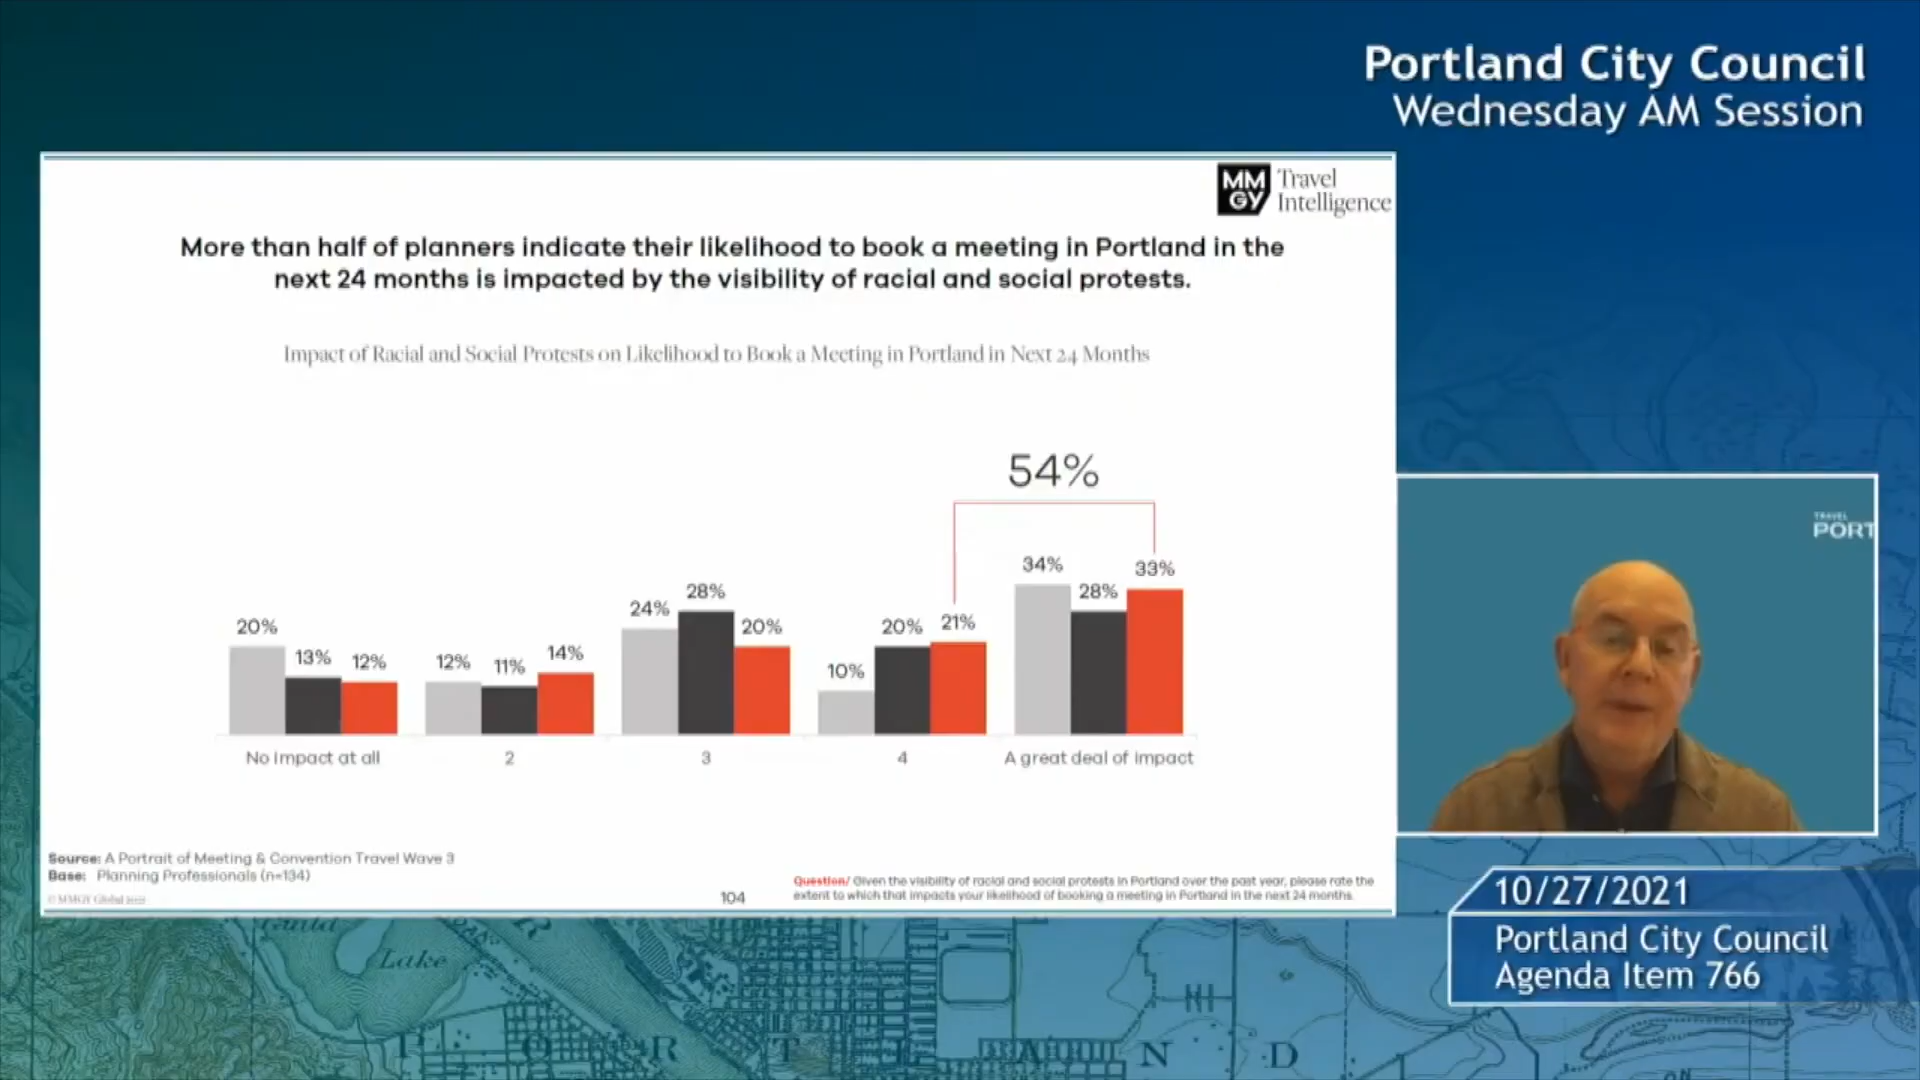 Portland City Council
Wednesday AM Session
MM
GY
Travel
Intelligence
More than half of planners indicate their likelihood to book a meeting in Portland in the
next 24 months is impacted by the visibility of racial and social protests.
Impact of Racial and Social Protests on Likelihood to Book a Meeting in Portland in Next 24 Months
54%
20% 13% 12% 12% 11% 14% 24% 28% 20% 10% 20% 21% 34% 28% 33%
No impact at all 2 3 4 A great deal of impact
TRAVEL
PORT
Source: A Portrait of Meeting & Convention Travel Wave 3
Base: Planning Professionals (n=134)
104
Question/ Given the visibility of racial and social protests in Portland over the past year, please rate the
extent to which that impacts your likelihood of booking a meeting in Portland in the next 24 months.
10/27/2021
Portland City Council
Agenda Item 766
Guild
Lake
P O R T L A N D